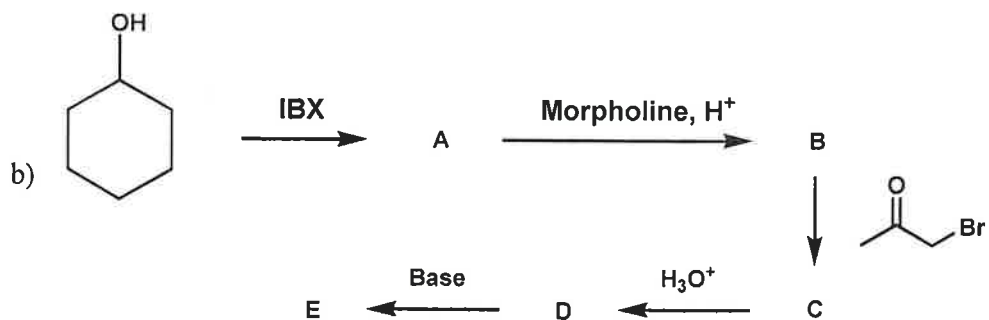 OH
IBX
A
Morpholine, H⁺
B
b)
O
Br
Base
H₃O⁺
E
D
C